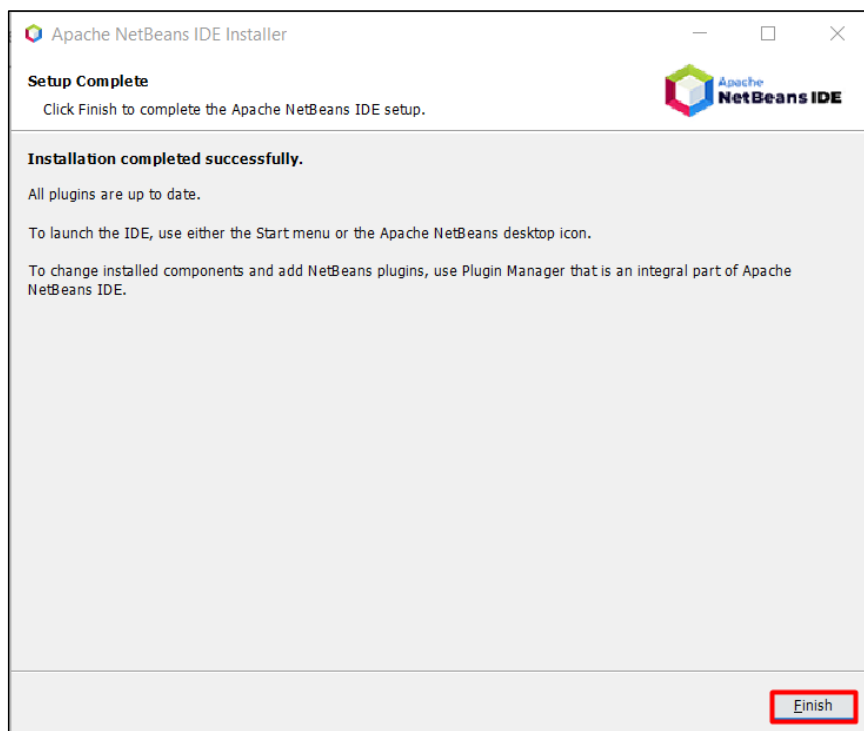 Apache NetBeans IDE Installer
Setup Complete
Click Finish to complete the Apache NetBeans IDE setup.
Apache
NetBeans IDE
Installation completed successfully.
All plugins are up to date.
To launch the IDE, use either the Start menu or the Apache NetBeans desktop icon.
To change installed components and add NetBeans plugins, use Plugin Manager that is an integral part of Apache
NetBeans IDE.
Finish